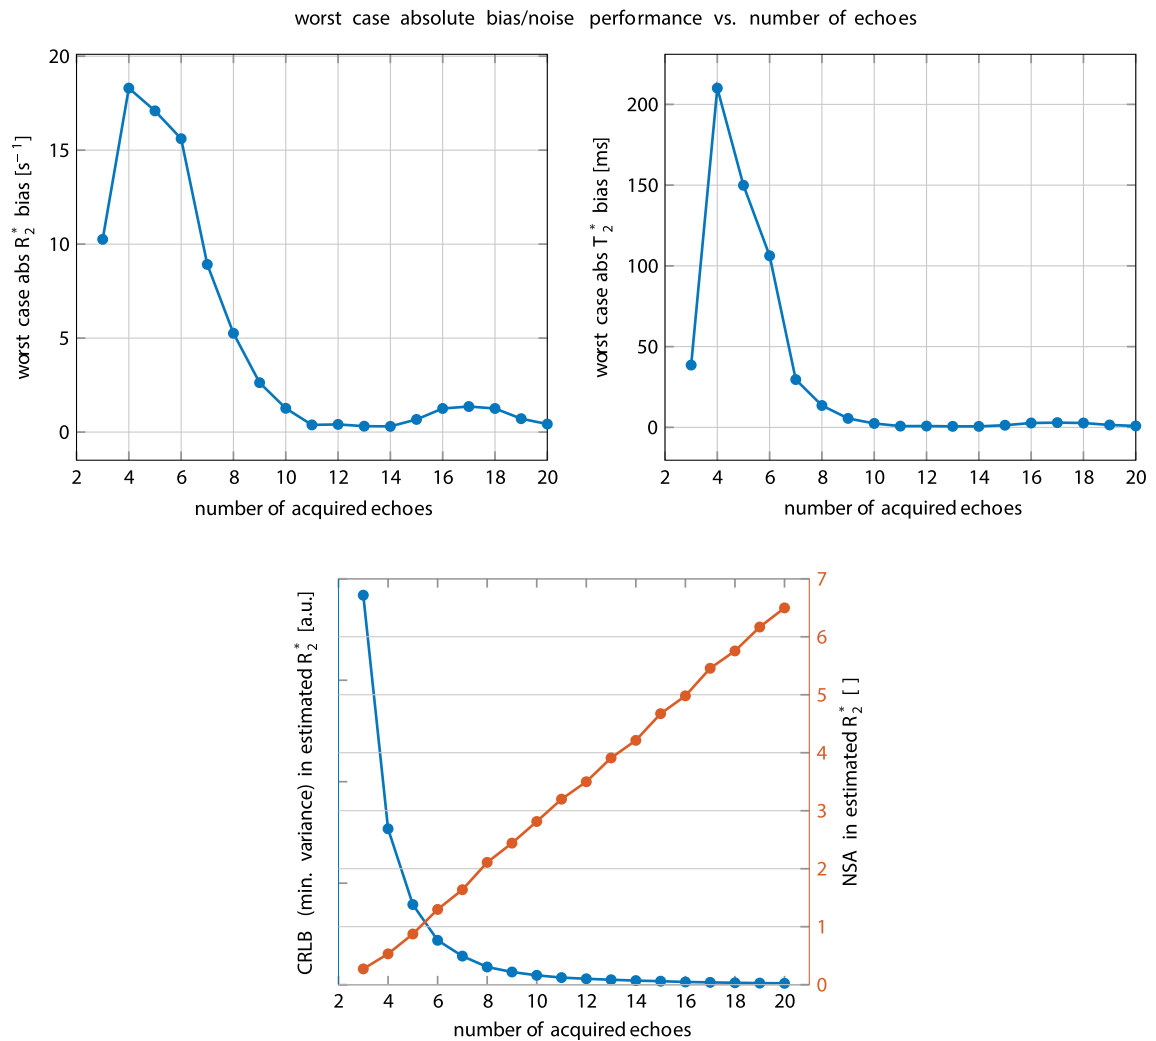 worst case absolute bias/noise performance vs. number of echoes
worst case abs R2* bias [s−1]
20
15
10
5
0
2 4 6 8 10 12 14 16 18 20
number of acquired echoes
worst case abs T2* bias [ms]
200
150
100
50
0
2 4 6 8 10 12 14 16 18 20
number of acquired echoes
CRLB (min. variance) in estimated R2* [a.u.]
7
6
5
4
3
2
1
0
NSA in estimated R2* [ ]
2 4 6 8 10 12 14 16 18 20
number of acquired echoes